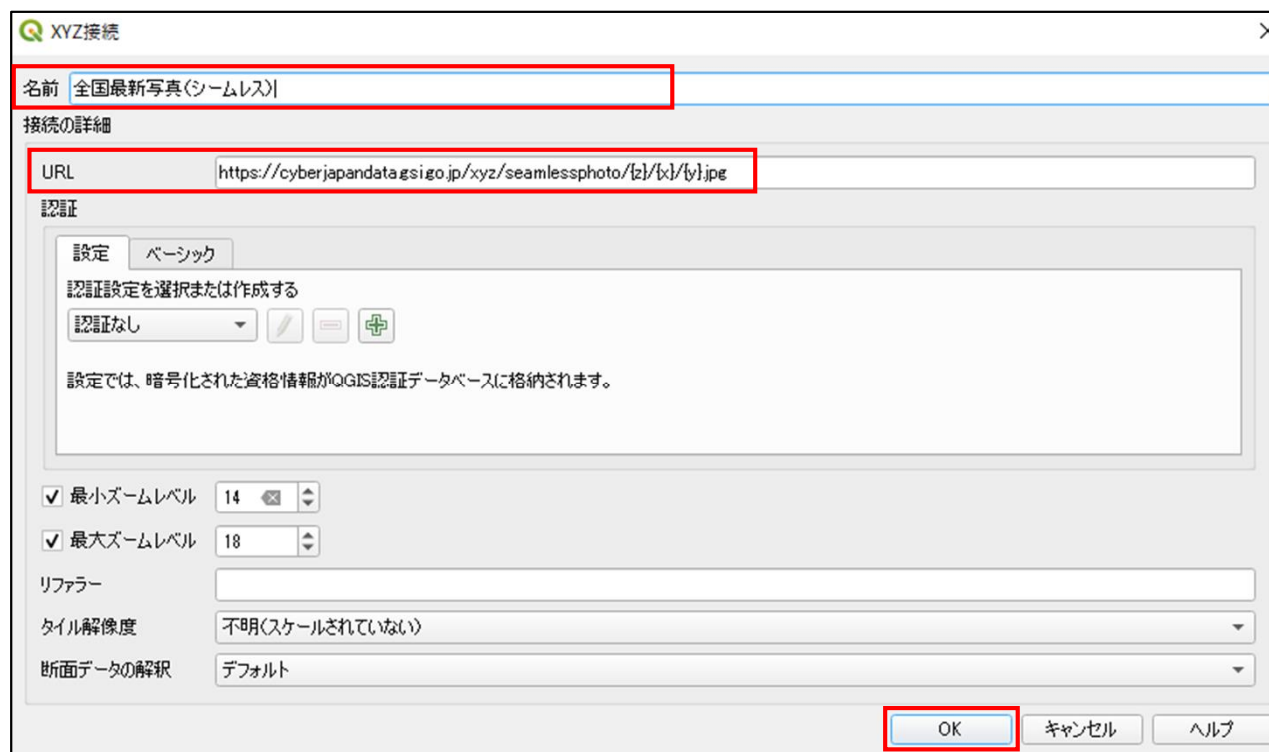 XYZ接続
名前 全国最新写真(シームレス)
接続の詳細
URL https://cyberjapandata.gsi.go.jp/xyz/seamlessphoto/{z}/{x}/{y}.jpg
認証
設定 ベーシック
認証設定を選択または作成する
認証なし
設定では、暗号化された資格情報がQGIS認証データベースに格納されます。
最小ズームレベル 14
最大ズームレベル 18
リファラー
タイル解像度 不明(スケールされていない)
断面データの解釈 デフォルト
OK キャンセル ヘルプ